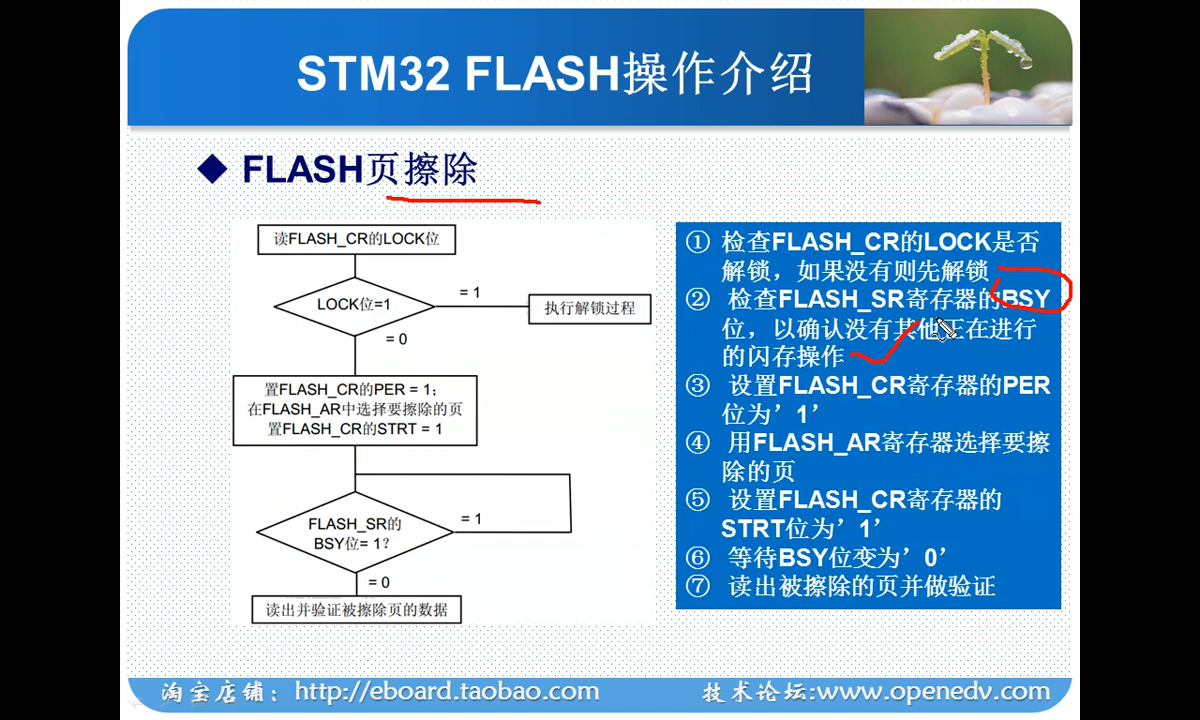 STM32 FLASH操作介绍
◆ FLASH页擦除
读FLASH_CR的LOCK位
LOCK位=1
= 1
执行解锁过程
= 0
置FLASH_CR的PER = 1;
在FLASH_AR中选择要擦除的页
置FLASH_CR的STRT = 1
FLASH_SR的
BSY位= 1?
= 1
= 0
读出并验证被擦除页的数据
① 检查FLASH_CR的LOCK是否
解锁，如果没有则先解锁
② 检查FLASH_SR寄存器的BSY
位，以确认没有其他正在进行
的闪存操作
③ 设置FLASH_CR寄存器的PER
位为’1’
④ 用FLASH_AR寄存器选择要擦
除的页
⑤ 设置FLASH_CR寄存器的
STRT位为’1’
⑥ 等待BSY位变为’0’
⑦ 读出被擦除的页并做验证
淘宝店铺：http://eboard.taobao.com
技术论坛:www.openedv.com